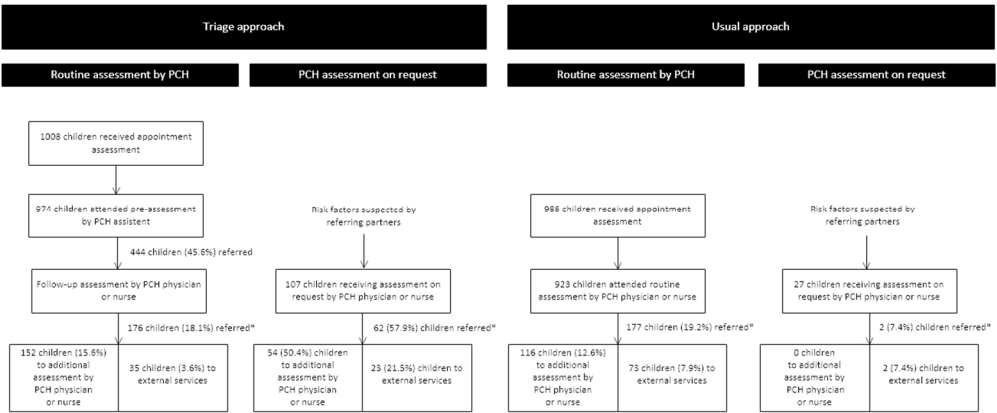 Triage approach
Usual approach
Routine assessment by PCH
PCH assessment on request
Routine assessment by PCH
PCH assessment on request
1008 children received appointment
assessment
974 children attended pre-assessment
by PCH assistent
444 children (45.6%) referred
Follow-up assessment by PCH physician
or nurse
176 children (18.1%) referred*
152 children (15.6%)
to additional
assessment by
PCH physician
or nurse
35 children (3.6%) to
external services
Risk factors suspected by
referring partners
107 children receiving assessment on
request by PCH physician or nurse
62 (57.9%) children referred*
54 (50.4%) children
to additional
assessment by
PCH physician
or nurse
23 (21.5%) children to
external services
986 children received appointment
assessment
923 children attended routine
assessment by PCH physician or nurse
177 children (19.2%) referred*
116 children (12.6%)
to additional
assessment by
PCH physician
or nurse
73 children (7.9%) to
external services
Risk factors suspected by
referring partners
27 children receiving assessment on
request by PCH physician or nurse
2 (7.4%) children referred*
0 children
to additional
assessment by
PCH physician
or nurse
2 (7.4%) children to
external services